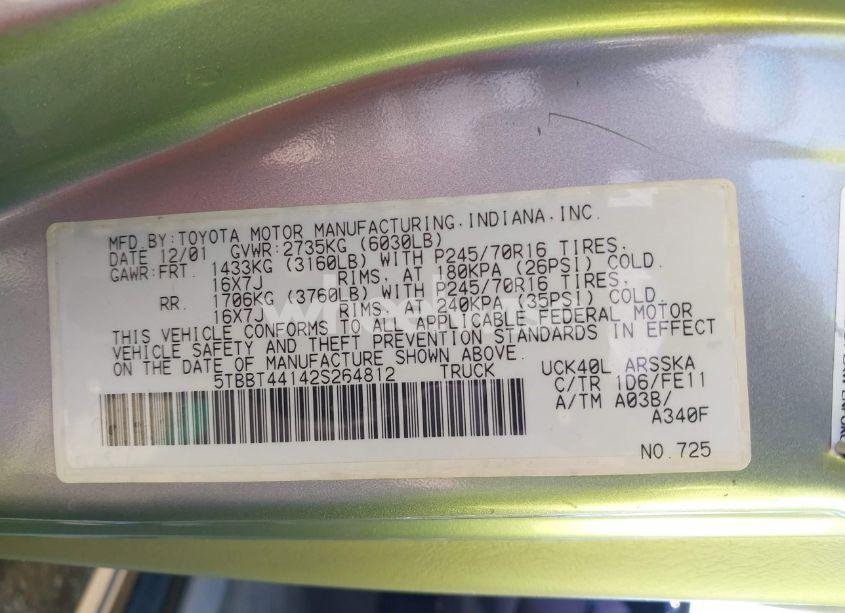 MFD.BY:TOYOTA MOTOR MANUFACTURING.INDIANA.INC.
DATE 12/01 GVWR:2735KG (6030LB)
GAWR:FRT. 1433KG (3160LB) WITH P245/70R16 TIRES.
16X7J RIMS, AT 180KPA (26PSI) COLD.
RR. 1706KG (3760LB) WITH P245/70R16 TIRES.
16X7J RIMS, AT 240KPA (35PSI) COLD.
THIS VEHICLE CONFORMS TO ALL APPLICABLE FEDERAL MOTOR
VEHICLE SAFETY AND THEFT PREVENTION STANDARDS IN EFFECT
ON THE DATE OF MANUFACTURE SHOWN ABOVE.
5TBBT44142S264812 TRUCK
UCK40L ARSSKA
C/TR 1D6/FE11
A/TM A03B/
A340F
NO.725